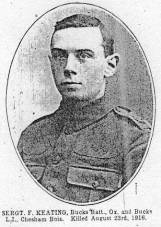 SERGT. F. KEATING, Bucks Batt., Ox. and Bucks
L.I., Chesham Bois. Killed August 23rd, 1916.